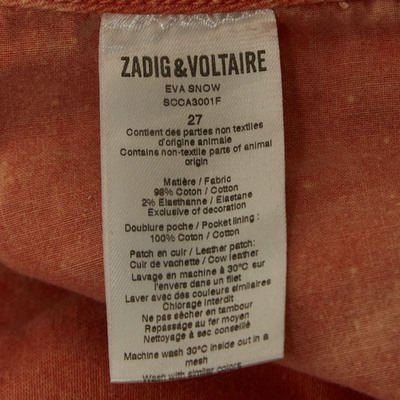 ZADIG&VOLTAIRE
EVA SNOW
SCCA3001F
27
Contient des parties non textiles
d'origine animale
Contains non-textile parts of animal
origin
Matière / Fabric
98% Coton / Cotton
2% Elasthanne / Elastane
Exclusive of decoration
Doublure poche / Pocket lining :
100% Coton / Cotton
Patch en cuir / Leather patch:
Cuir de vachette / Cow leather
Lavage en machine à 30°C sur
l'envers dans un filet
Laver avec des couleurs similaires
Chlorage interdit
Ne pas sécher en tambour
Repassage au fer moyen
Nettoyage à sec conseillé
Machine wash 30°C inside out in a
mesh
Wash with similar colors